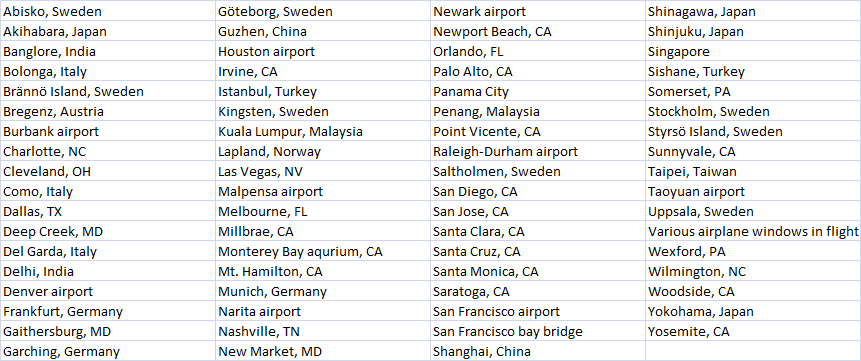 Abisko, Sweden
Akihabara, Japan
Banglore, India
Bolonga, Italy
Brännö Island, Sweden
Bregenz, Austria
Burbank airport
Charlotte, NC
Cleveland, OH
Como, Italy
Dallas, TX
Deep Creek, MD
Del Garda, Italy
Delhi, India
Denver airport
Frankfurt, Germany
Gaithersburg, MD
Garching, Germany
Göteborg, Sweden
Guzhen, China
Houston airport
Irvine, CA
Istanbul, Turkey
Kingsten, Sweden
Kuala Lumpur, Malaysia
Lapland, Norway
Las Vegas, NV
Malpensa airport
Melbourne, FL
Millbrae, CA
Monterey Bay aqurium, CA
Mt. Hamilton, CA
Munich, Germany
Narita airport
Nashville, TN
New Market, MD
Newark airport
Newport Beach, CA
Orlando, FL
Palo Alto, CA
Panama City
Penang, Malaysia
Point Vicente, CA
Raleigh-Durham airport
Saltholmen, Sweden
San Diego, CA
San Jose, CA
Santa Clara, CA
Santa Cruz, CA
Santa Monica, CA
Saratoga, CA
San Francisco airport
San Francisco bay bridge
Shanghai, China
Shinagawa, Japan
Shinjuku, Japan
Singapore
Sishane, Turkey
Somerset, PA
Stockholm, Sweden
Styrsö Island, Sweden
Sunnyvale, CA
Taipei, Taiwan
Taoyuan airport
Uppsala, Sweden
Various airplane windows in flight
Wexford, PA
Wilmington, NC
Woodside, CA
Yokohama, Japan
Yosemite, CA